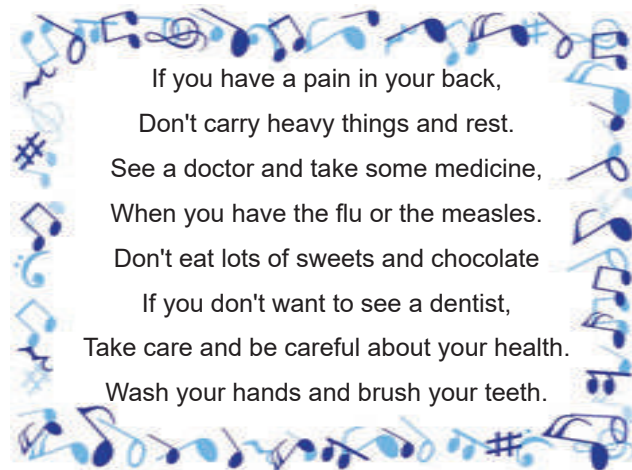 If you have a pain in your back,
Don't carry heavy things and rest.
See a doctor and take some medicine,
When you have the flu or the measles.
Don't eat lots of sweets and chocolate
If you don't want to see a dentist,
Take care and be careful about your health.
Wash your hands and brush your teeth.